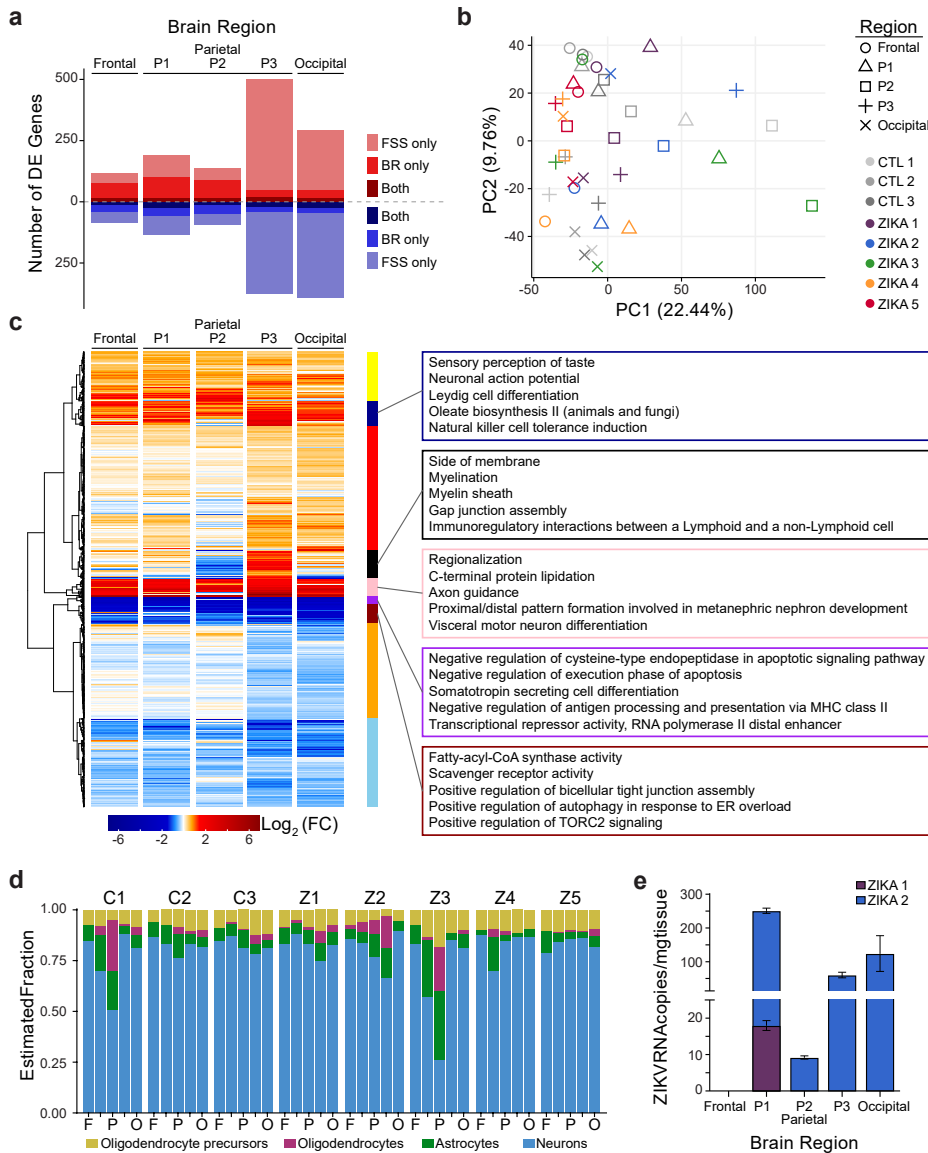 a
Brain Region
Parietal
Frontal P1 P2 P3 Occipital
Number of DE Genes
500
250
0
250
FSS only
BR only
Both
Both
BR only
FSS only
b
PC2 (9.76%)
40
20
0
-20
-40
-50 0 50 100
PC1 (22.44%)
Region
Frontal
P1
P2
P3
Occipital
CTL 1
CTL 2
CTL 3
ZIKA 1
ZIKA 2
ZIKA 3
ZIKA 4
ZIKA 5
c
Parietal
Frontal P1 P2 P3 Occipital
Sensory perception of taste
Neuronal action potential
Leydig cell differentiation
Oleate biosynthesis II (animals and fungi)
Natural killer cell tolerance induction
Side of membrane
Myelination
Myelin sheath
Gap junction assembly
Immunoregulatory interactions between a Lymphoid and a non-Lymphoid cell
Regionalization
C-terminal protein lipidation
Axon guidance
Proximal/distal pattern formation involved in metanephric nephron development
Visceral motor neuron differentiation
Negative regulation of cysteine-type endopeptidase in apoptotic signaling pathway
Negative regulation of execution phase of apoptosis
Somatotropin secreting cell differentiation
Negative regulation of antigen processing and presentation via MHC class II
Transcriptional repressor activity, RNA polymerase II distal enhancer
Fatty-acyl-CoA synthase activity
Scavenger receptor activity
Positive regulation of bicellular tight junction assembly
Positive regulation of autophagy in response to ER overload
Positive regulation of TORC2 signaling
-6 -2 2 6
Log2 (FC)
d
C1 C2 C3 Z1 Z2 Z3 Z4 Z5
EstimatedFraction
1.00
0.75
0.50
0.25
0.00
F P O F P O F P O F P O F P O F P O F P O F P O
Oligodendrocyte precursors Oligodendrocytes Astrocytes Neurons
e
ZIKA 1
ZIKA 2
ZIKVRNAcopies/mgtissue
300
200
100
20
10
0
Frontal P1 P2 P3 Occipital
Parietal
Brain Region